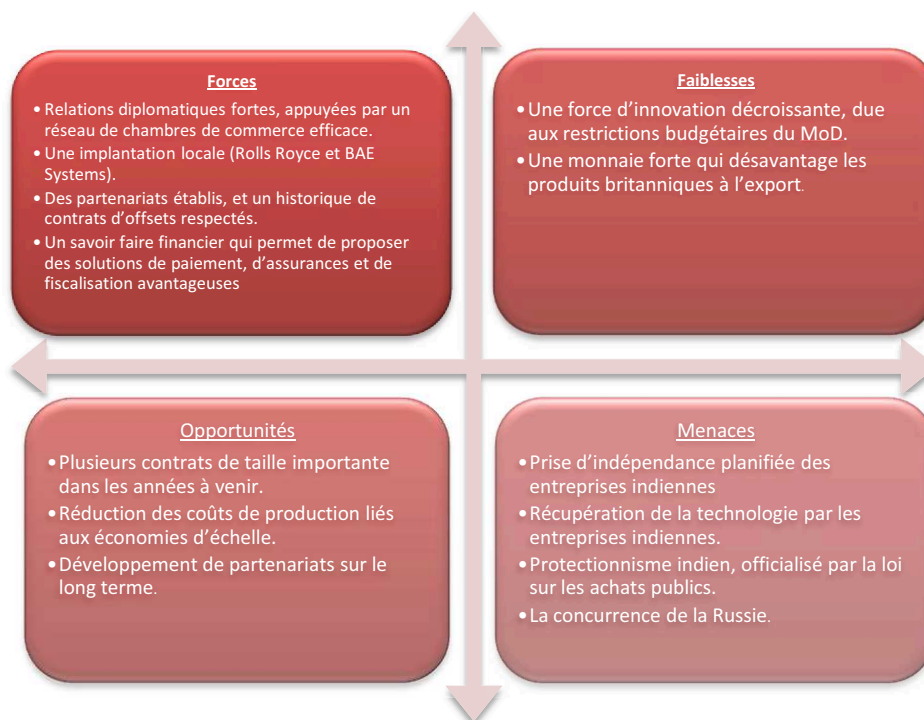 Forces
• Relations diplomatiques fortes, appuyées par un
réseau de chambres de commerce efficace.
• Une implantation locale (Rolls Royce et BAE
Systems).
• Des partenariats établis, et un historique de
contrats d'offsets respectés.
• Un savoir faire financier qui permet de proposer
des solutions de paiement, d'assurances et de
fiscalisation avantageuses
Faiblesses
• Une force d'innovation décroissante, due
aux restrictions budgétaires du MoD.
• Une monnaie forte qui désavantage les
produits britanniques à l'export.
Opportunités
• Plusieurs contrats de taille importante
dans les années à venir.
• Réduction des coûts de production liés
aux économies d'échelle.
• Développement de partenariats sur le
long terme.
Menaces
• Prise d'indépendance planifiée des
entreprises indiennes
• Récupération de la technologie par les
entreprises indiennes.
• Protectionnisme indien, officialisé par la loi
sur les achats publics.
• La concurrence de la Russie.